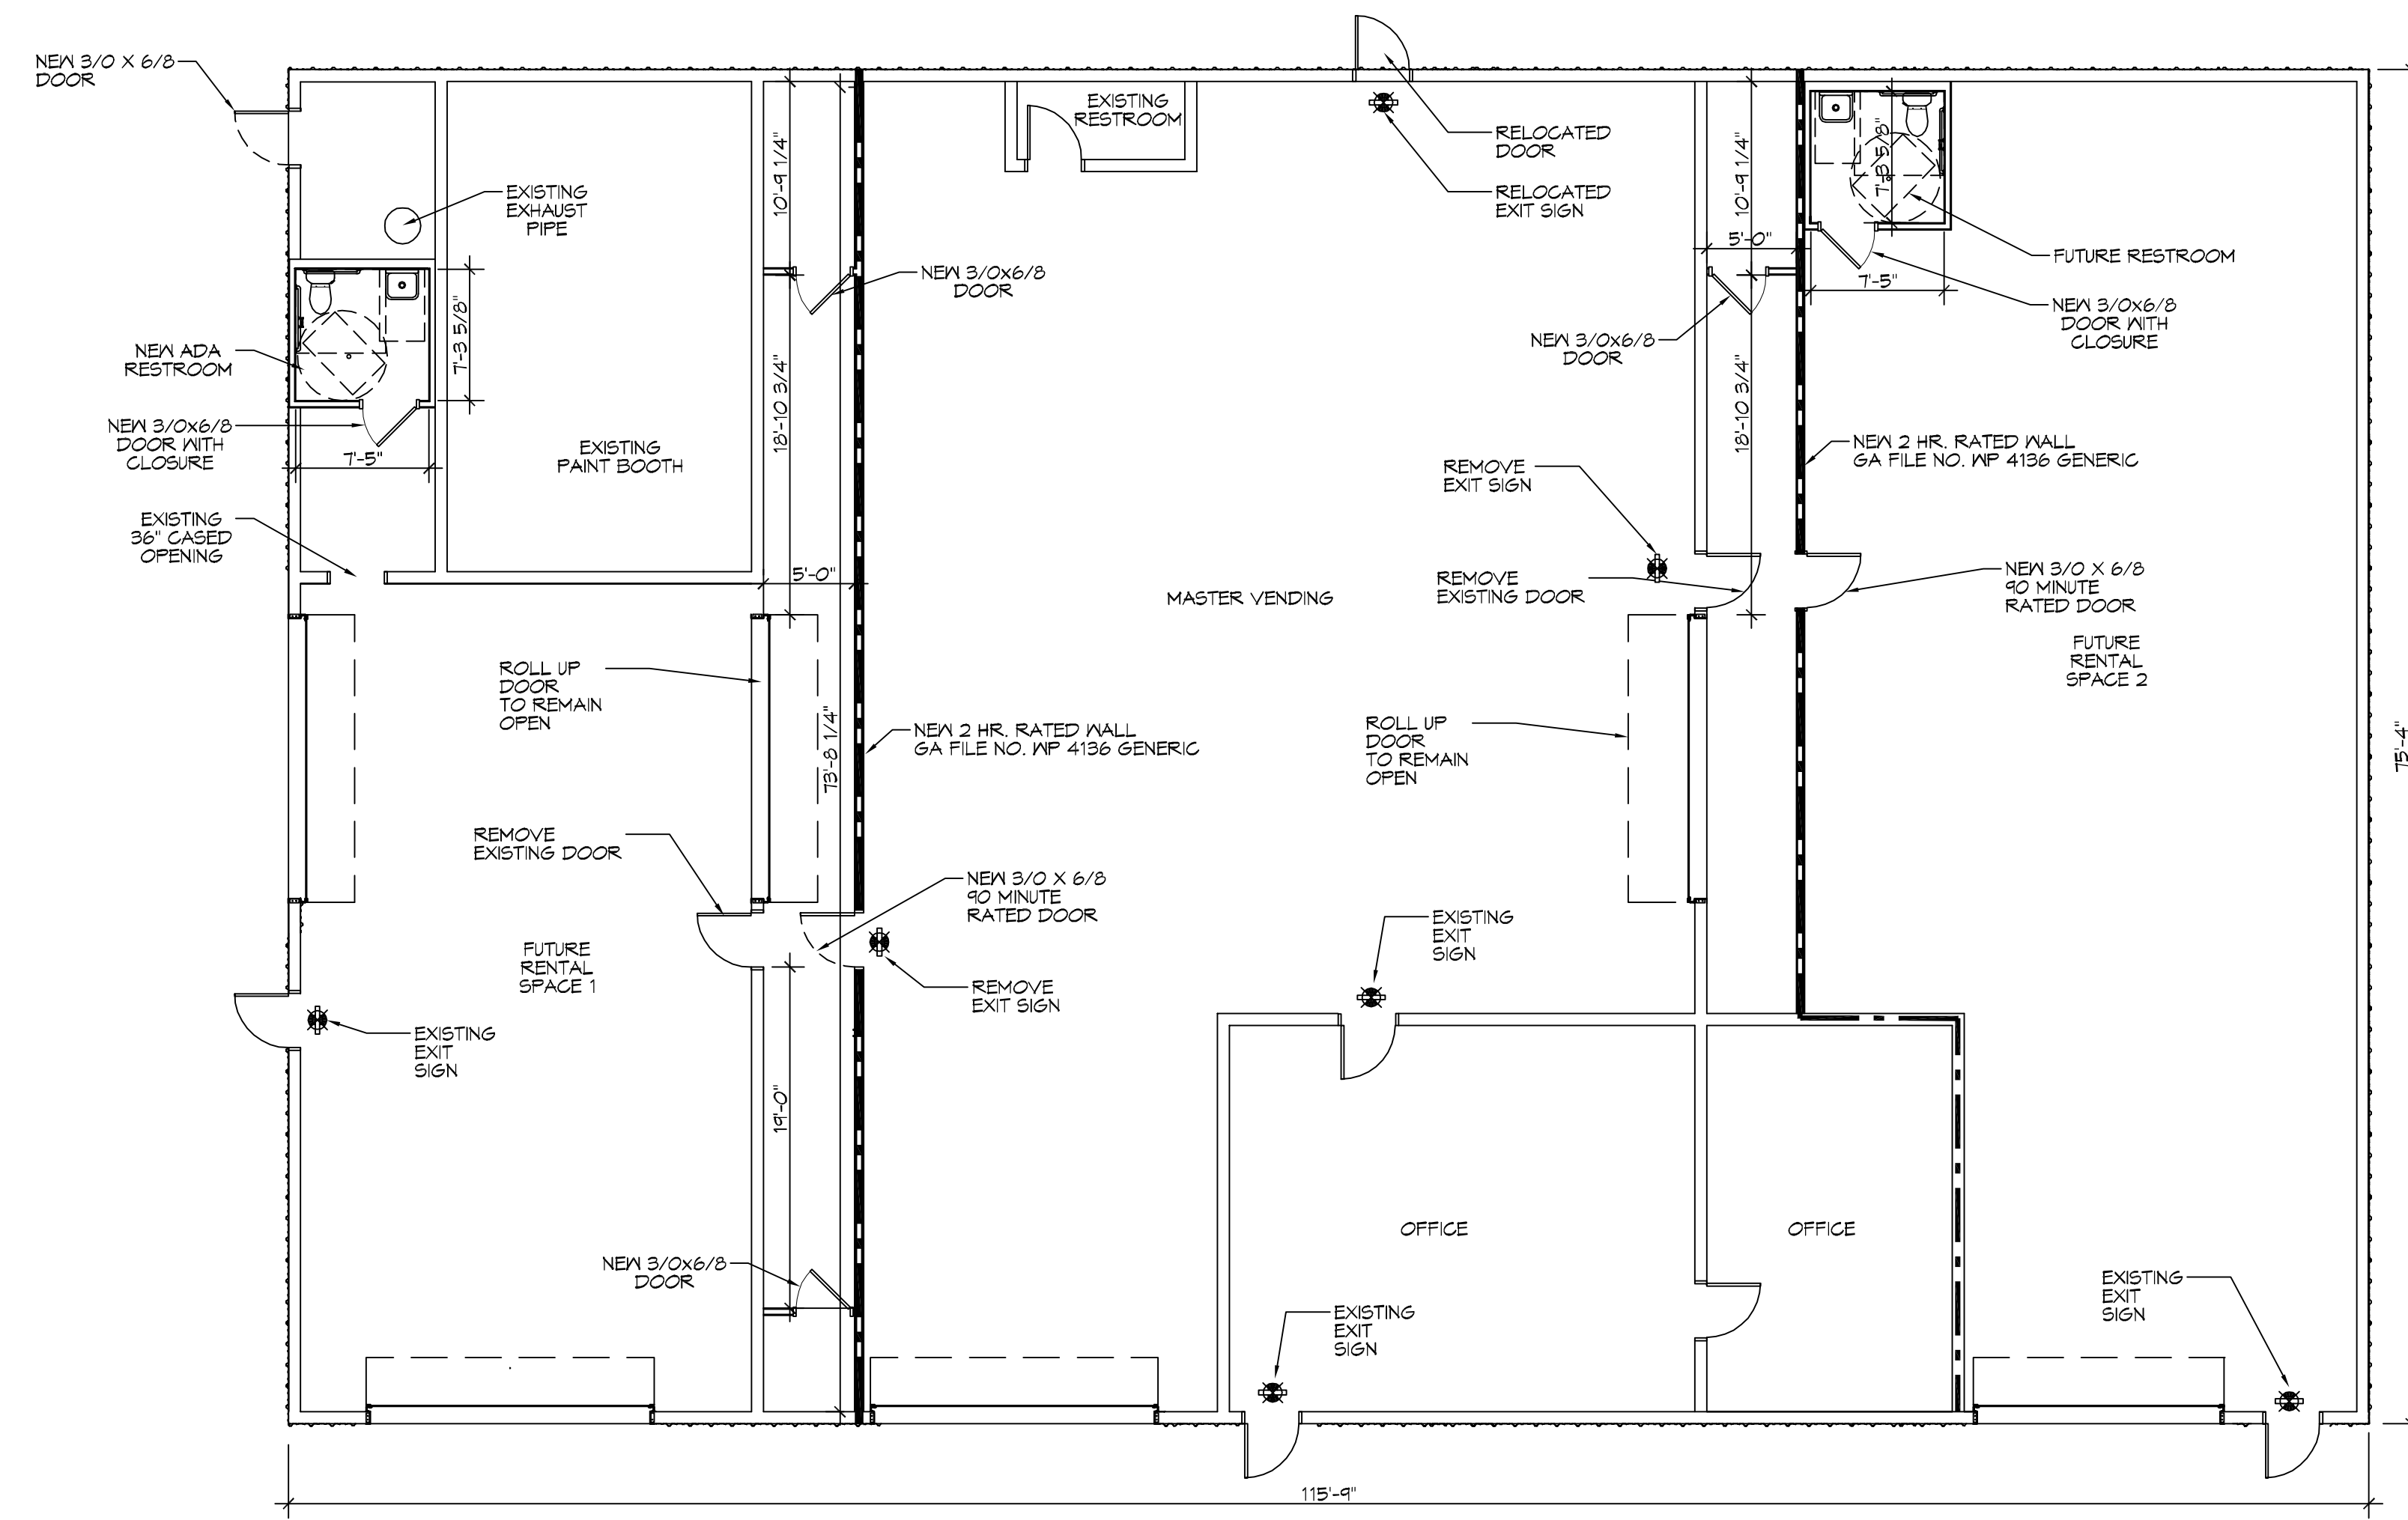 NEW 3/0 X 6/8
DOOR
EXISTING
RESTROOM
RELOCATED
DOOR
RELOCATED
EXIT SIGN
EXISTING
EXHAUST
PIPE
10'-9 1/4"
10'-9 1/4"
7'-3 5/8"
5'-0"
FUTURE RESTROOM
7'-5"
NEW 3/0x6/8
DOOR
NEW 3/0x6/8
DOOR WITH
CLOSURE
NEW 3/0x6/8
DOOR
NEW ADA
RESTROOM
7'-3 5/8"
18'-10 3/4"
18'-10 3/4"
NEW 3/0x6/8
DOOR WITH
CLOSURE
7'-5"
EXISTING
PAINT BOOTH
NEW 2 HR. RATED WALL
GA FILE NO. WP 4136 GENERIC
REMOVE
EXIT SIGN
EXISTING
36" CASED
OPENING
5'-0"
MASTER VENDING
REMOVE
EXISTING DOOR
NEW 3/0 X 6/8
90 MINUTE
RATED DOOR
FUTURE
RENTAL
SPACE 2
ROLL UP
DOOR
TO REMAIN
OPEN
73'-8 1/4"
NEW 2 HR. RATED WALL
GA FILE NO. WP 4136 GENERIC
ROLL UP
DOOR
TO REMAIN
OPEN
75'-4"
REMOVE
EXISTING DOOR
NEW 3/0 X 6/8
90 MINUTE
RATED DOOR
EXISTING
EXIT
SIGN
FUTURE
RENTAL
SPACE 1
REMOVE
EXIT SIGN
EXISTING
EXIT
SIGN
19'-0"
OFFICE
OFFICE
NEW 3/0x6/8
DOOR
EXISTING
EXIT
SIGN
EXISTING
EXIT
SIGN
115'-9"